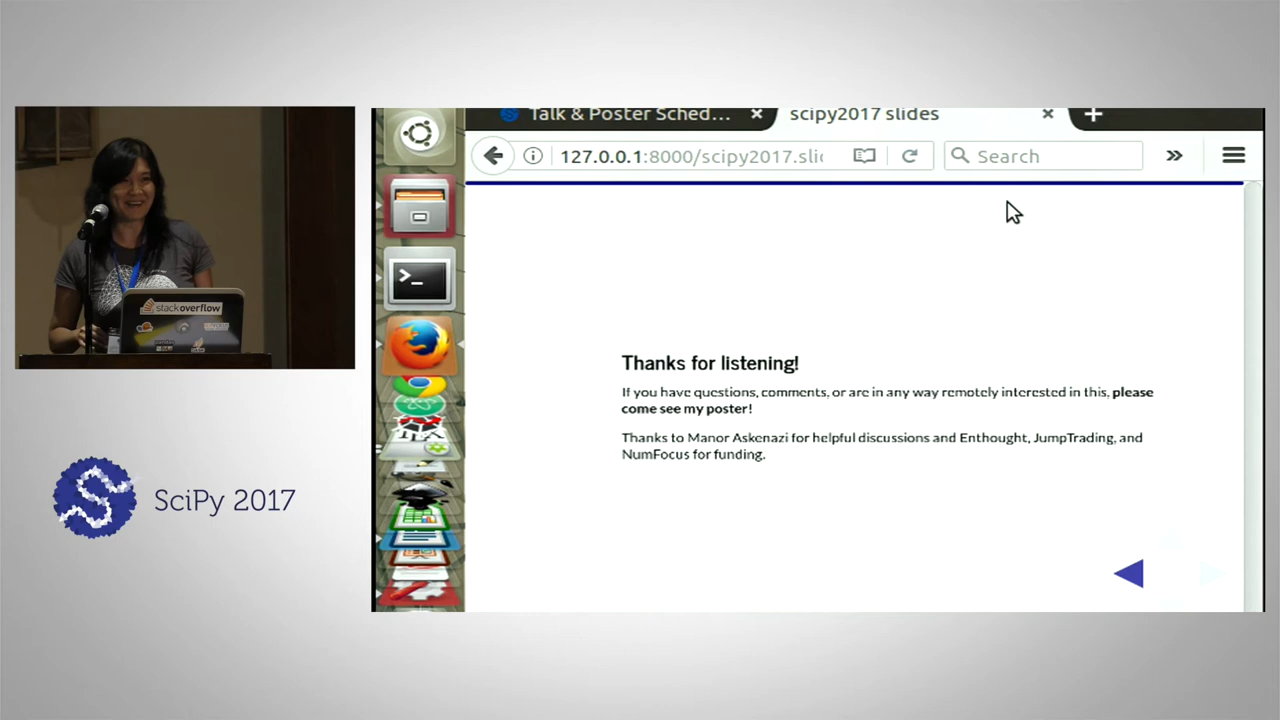 Talk & Poster Sched...
scipy2017 slides
127.0.0.1:8000/scipy2017.slic
Search
stackoverflow
Thanks for listening!
If you have questions, comments, or are in any way remotely interested in this, please
come see my poster!
Thanks to Manor Askenazi for helpful discussions and Enthought, JumpTrading, and
NumFocus for funding.
SciPy 2017